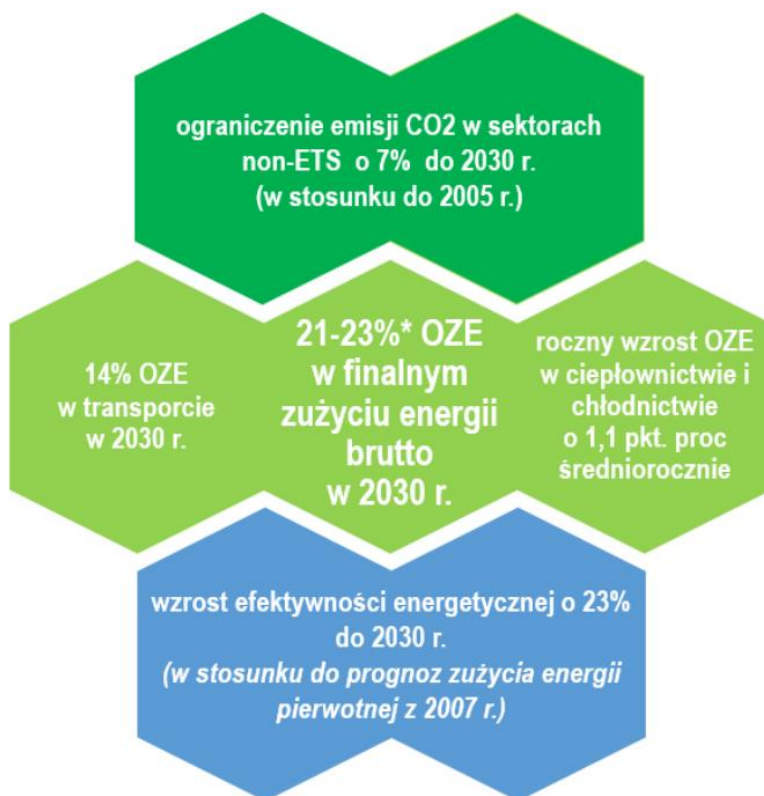 ograniczenie emisji CO2 w sektorach
non-ETS o 7% do 2030 r.
(w stosunku do 2005 r.)
14% OZE
w transporcie
w 2030 r.
21-23%* OZE
w finalnym
zużyciu energii
brutto
w 2030 r.
roczny wzrost OZE
w ciepłownictwie i
chłodnictwie
o 1,1 pkt. proc
średniorocznie
wzrost efektywności energetycznej o 23%
do 2030 r.
(w stosunku do prognoz zużycia energii
pierwotnej z 2007 r.)